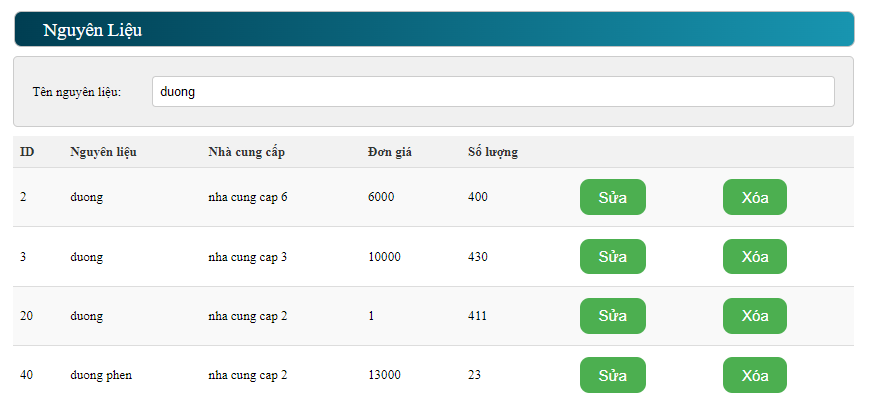 Nguyên Liệu
Tên nguyên liệu: duong
ID Nguyên liệu Nhà cung cấp Đơn giá Số lượng
2 duong nha cung cap 6 6000 400 Sửa Xóa
3 duong nha cung cap 3 10000 430 Sửa Xóa
20 duong nha cung cap 2 1 411 Sửa Xóa
40 duong phen nha cung cap 2 13000 23 Sửa Xóa